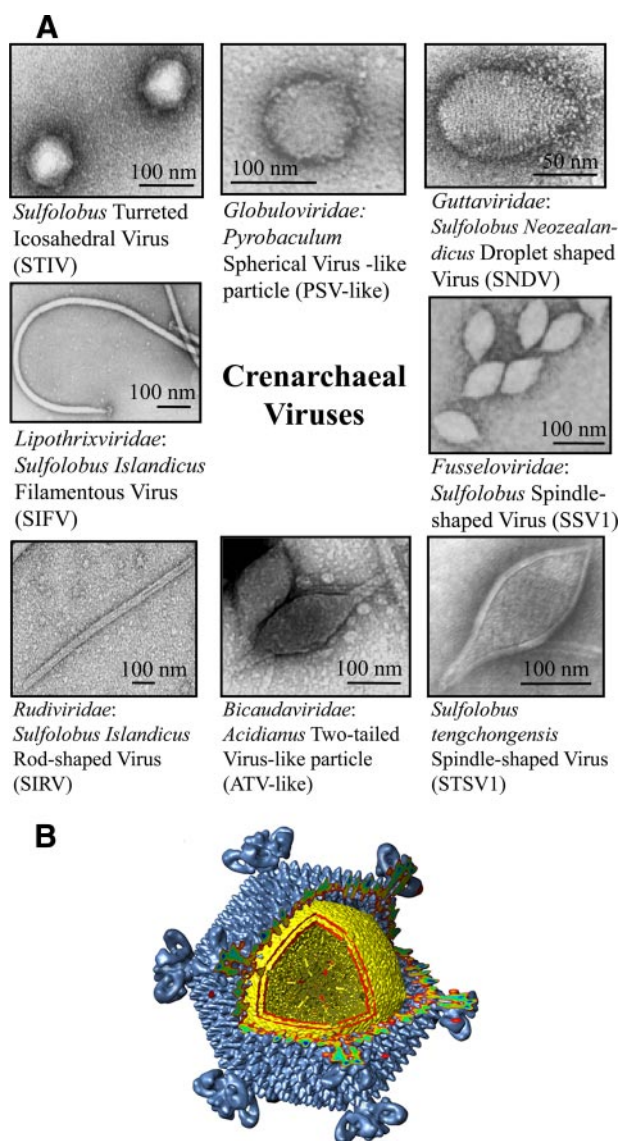 A
100 nm
100 nm
50 nm
Sulfolobus Turreted
Icosahedral Virus
(STIV)
Globuloviridae:
Pyrobaculum
Spherical Virus -like
particle (PSV-like)
Guttaviridae:
Sulfolobus Neozealan-
dicus Droplet shaped
Virus (SNDV)
100 nm
Crenarchaeal
Viruses
100 nm
Lipothrixviridae:
Sulfolobus Islandicus
Filamentous Virus
(SIFV)
Fusseloviridae:
Sulfolobus Spindle-
shaped Virus (SSV1)
100 nm
100 nm
100 nm
Rudiviridae:
Sulfolobus Islandicus
Rod-shaped Virus
(SIRV)
Bicaudaviridae:
Acidianus Two-tailed
Virus-like particle
(ATV-like)
Sulfolobus
tengchongensis
Spindle-shaped Virus
(STSV1)
B